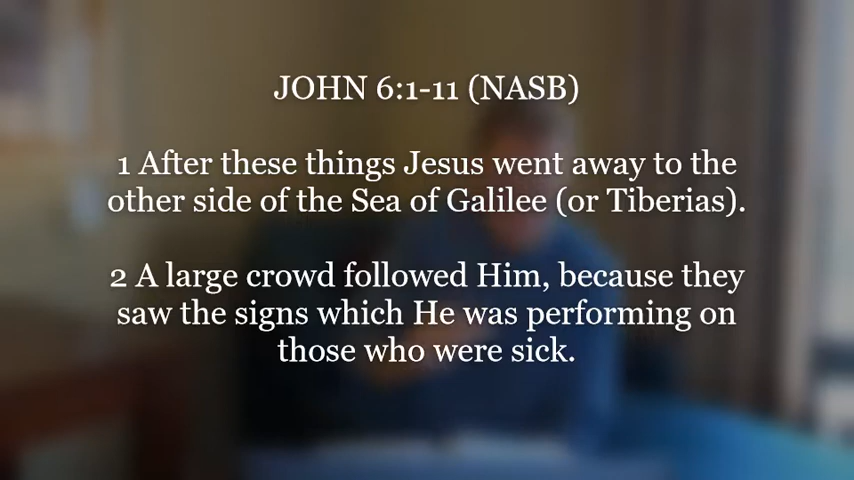 JOHN 6:1-11 (NASB)
1 After these things Jesus went away to the
other side of the Sea of Galilee (or Tiberias).
2 A large crowd followed Him, because they
saw the signs which He was performing on
those who were sick.